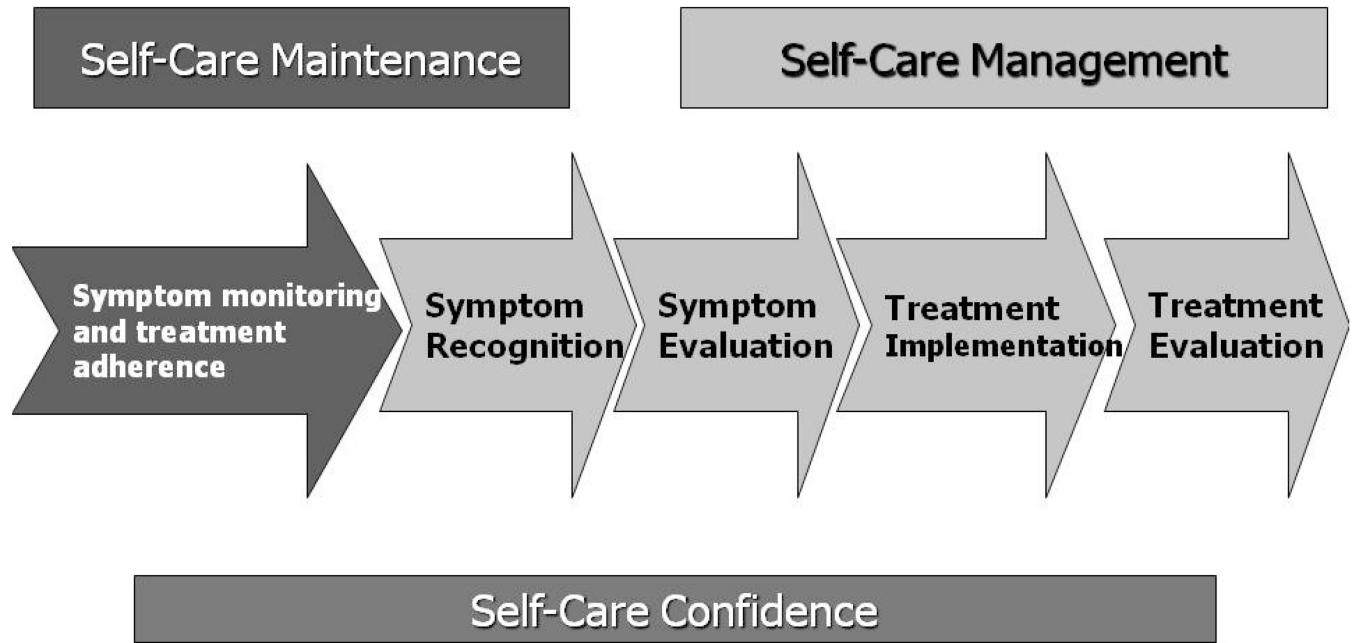 Self-Care Maintenance
Self-Care Management
Symptom monitoring
and treatment
adherence
Symptom
Recognition
Symptom
Evaluation
Treatment
Implementation
Treatment
Evaluation
Self-Care Confidence